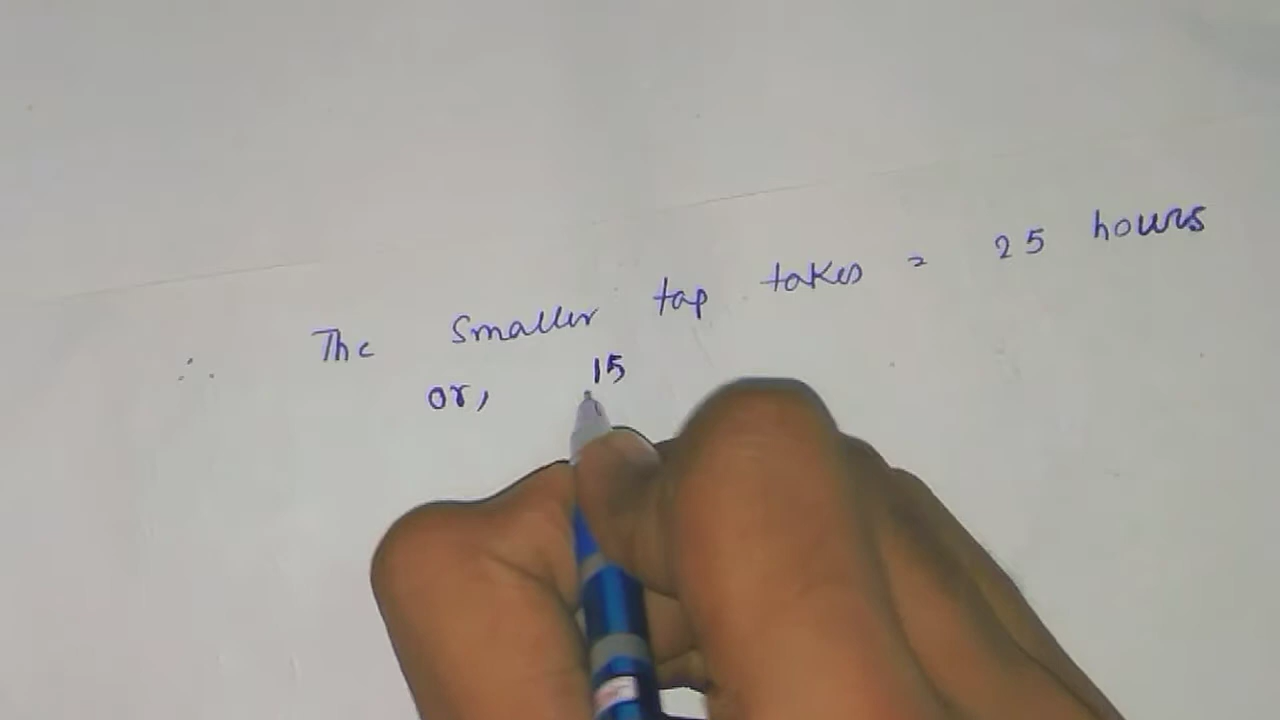 ∴ The smaller tap takes = 25 hours
or, 15